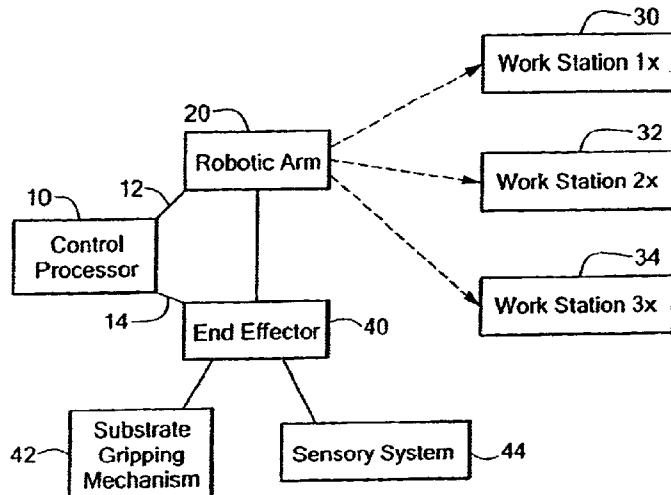 30
Work Station 1x
20
Robotic Arm
32
Work Station 2x
12
10
Control
Processor
34
Work Station 3x
14
End Effector
40
42
Substrate
Gripping
Mechanism
Sensory System
44